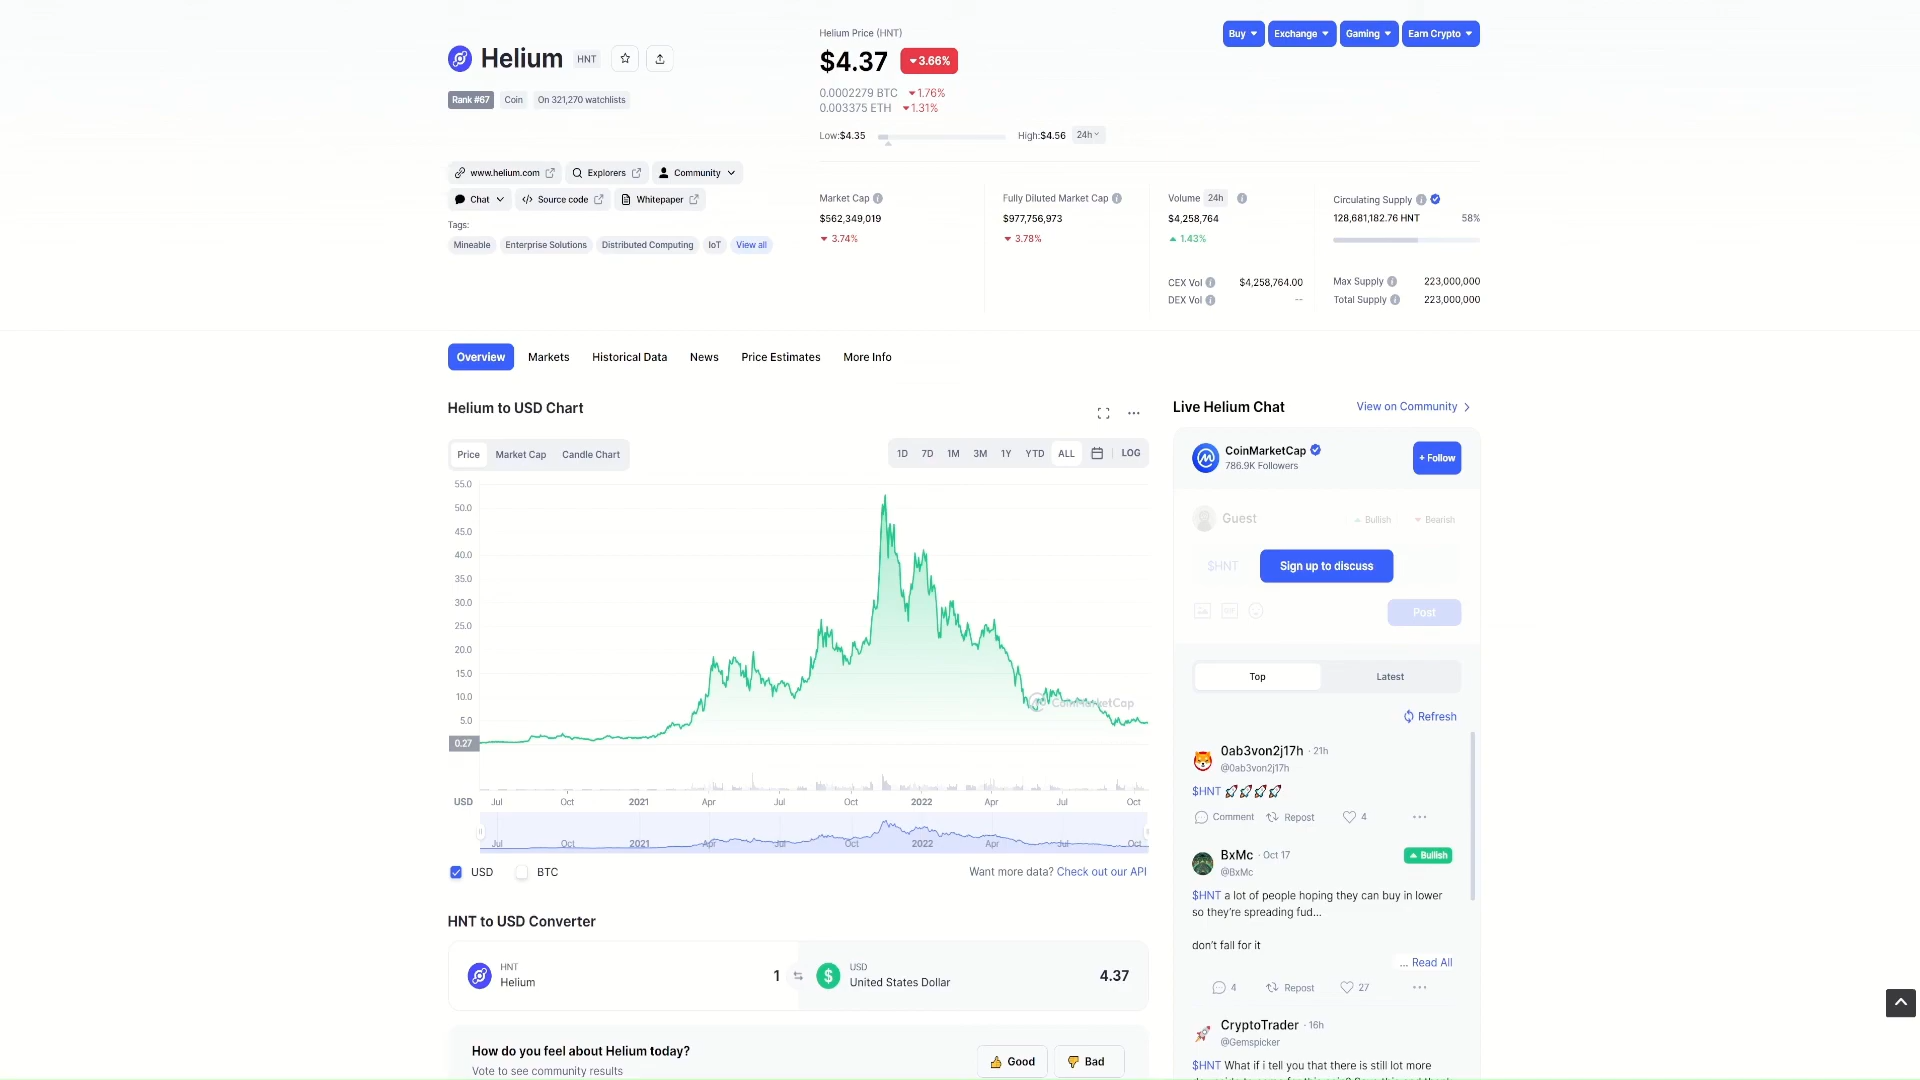 Helium HNT
Rank #67 Coin On 321,270 watchlists
Helium Price (HNT)
$4.37 3.66%
0.0002279 BTC 1.76%
0.003375 ETH 1.31%
Low:$4.35 High:$4.56 24h
Buy Exchange Gaming Earn Crypto
www.helium.com Explorers Community
Chat Source code Whitepaper
Tags:
Mineable Enterprise Solutions Distributed Computing IoT View all
Market Cap
$562,349,019
3.74%
Fully Diluted Market Cap
$977,756,973
3.78%
Volume 24h
$4,258,764
1.43%
CEX Vol $4,258,764.00
DEX Vol --
Circulating Supply
128,681,182.76 HNT 58%
Max Supply 223,000,000
Total Supply 223,000,000
Overview Markets Historical Data News Price Estimates More Info
Helium to USD Chart
Price Market Cap Candle Chart
1D 7D 1M 3M 1Y YTD ALL LOG
55.0
50.0
45.0
40.0
35.0
30.0
25.0
20.0
15.0
10.0
5.0
0.27
CoinMarketCap
USD Jul Oct 2021 Apr Jul Oct 2022 Apr Jul Oct
Jul Oct 2021 Apr Jul Oct 2022 Apr Jul Oct
USD BTC
Want more data? Check out our API
HNT to USD Converter
HNT
Helium
1
USD
United States Dollar
4.37
How do you feel about Helium today?
Vote to see community results
Good Bad
Live Helium Chat View on Community
CoinMarketCap
786.9K Followers
+ Follow
Guest Bullish Bearish
$HNT
Sign up to discuss
Post
Top Latest
Refresh
0ab3von2j17h · 21h
@0ab3von2j17h
$HNT 🚀🚀🚀🚀
Comment Repost 4
BxMc · Oct 17 Bullish
@BxMc
$HNT a lot of people hoping they can buy in lower
so they're spreading fud...
don't fall for it
... Read All
4 Repost 27
CryptoTrader · 16h
@Gemspicker
$HNT What if i tell you that there is still lot more